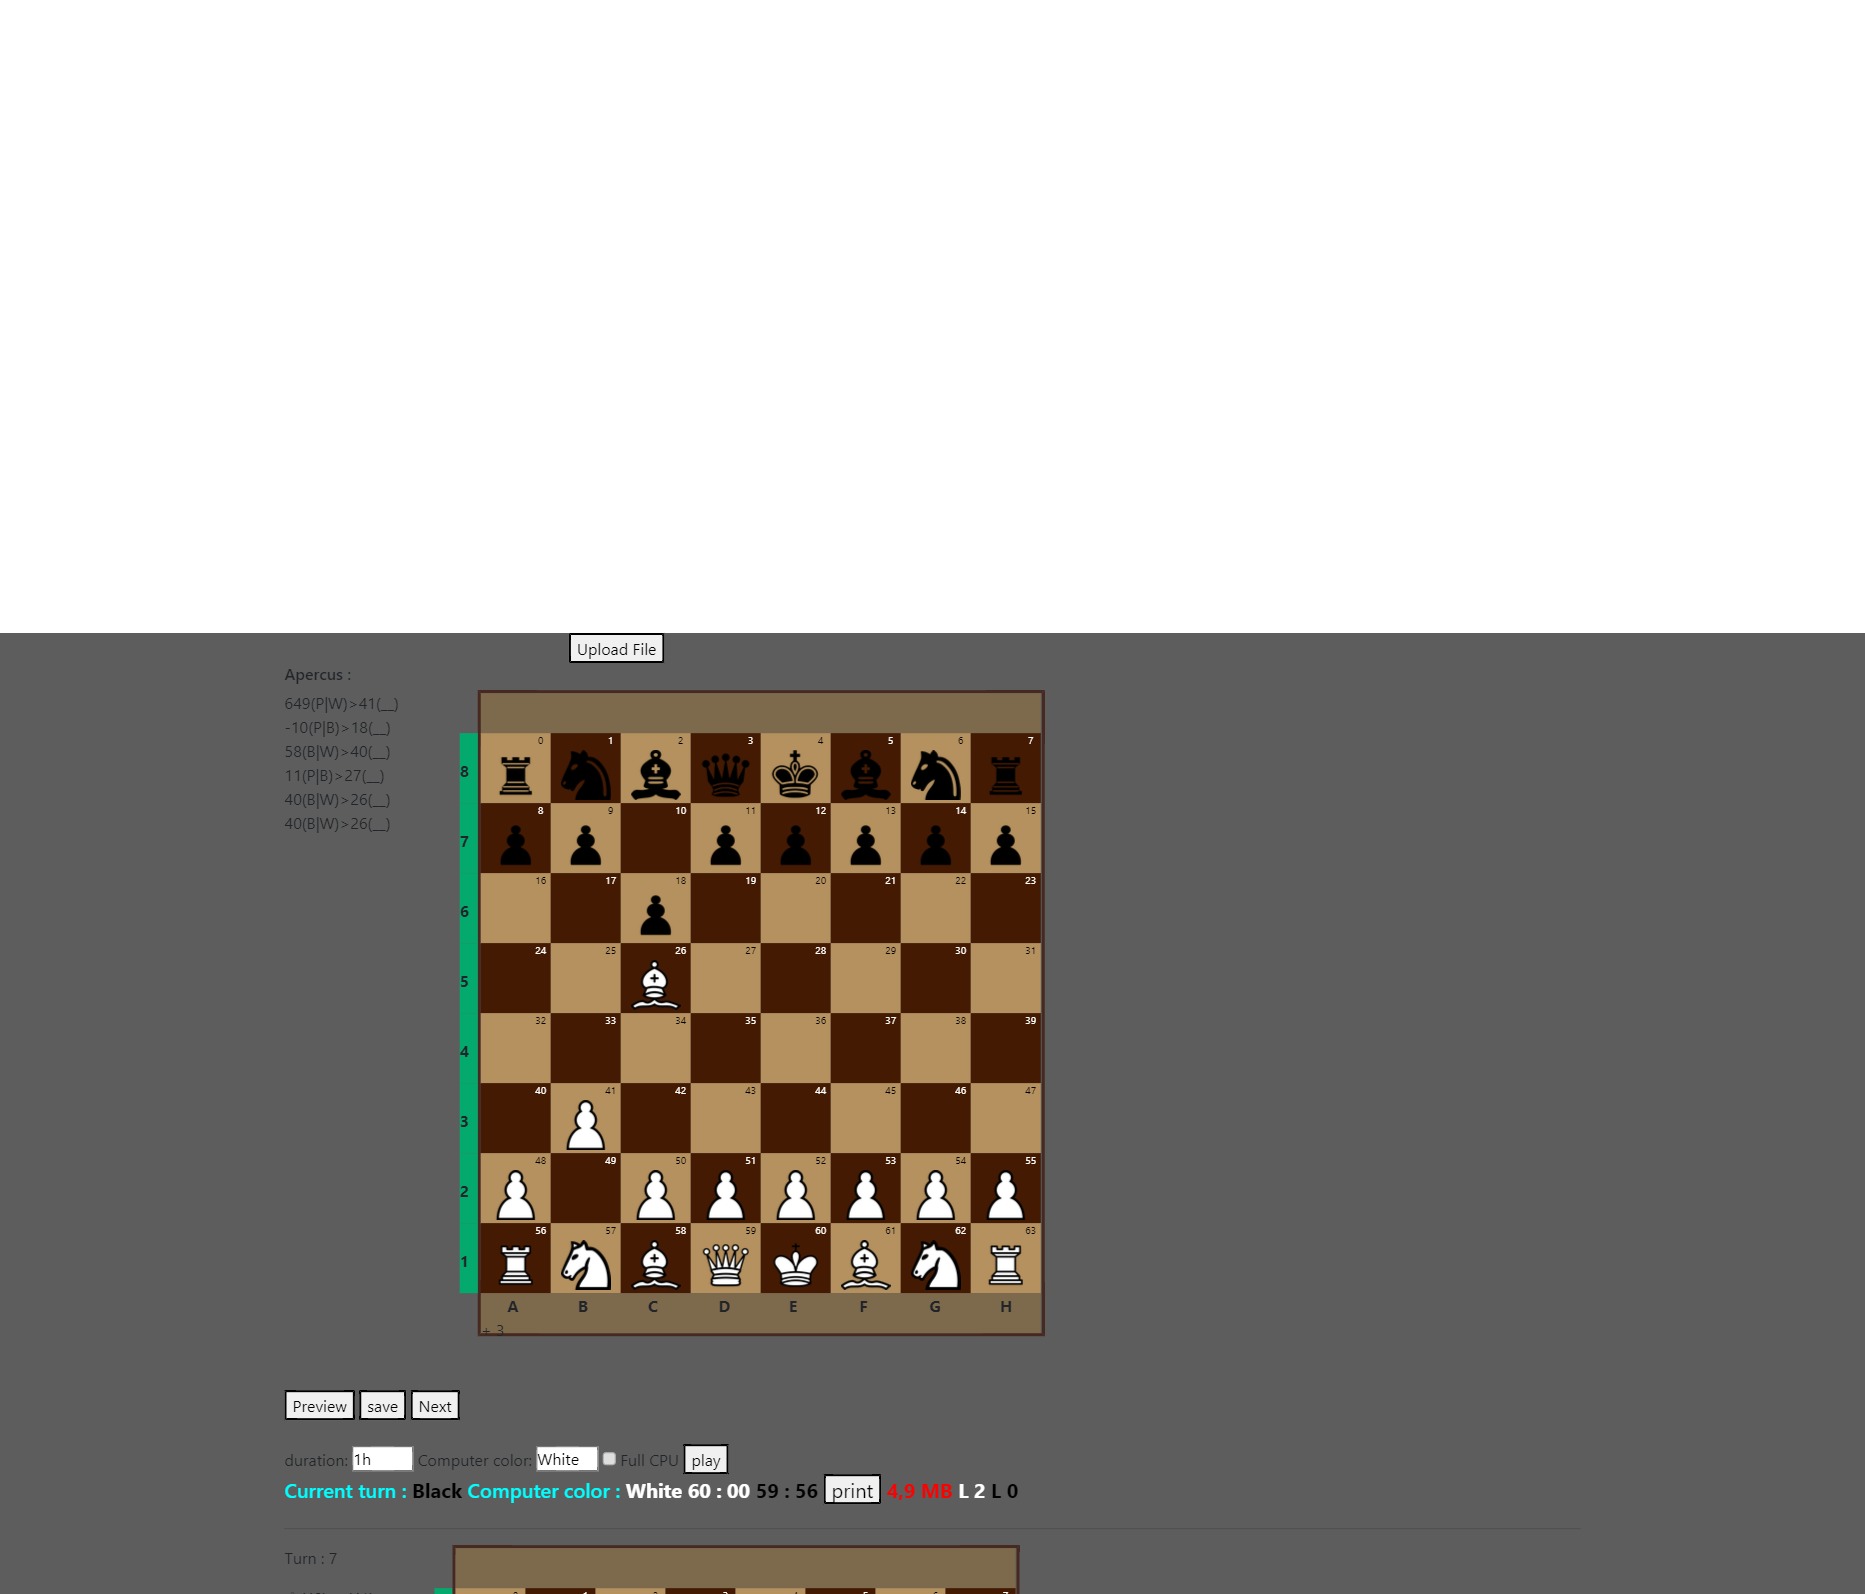 Upload File
Apercus :
649(P|W)>41(__)
-10(P|B)>18(__)
58(B|W)>40(__)
11(P|B)>27(__)
40(B|W)>26(__)
40(B|W)>26(__)
0 1 2 3 4 5 6 7
8
8 9 10 11 12 13 14 15
7
16 17 18 19 20 21 22 23
6
24 25 26 27 28 29 30 31
5
32 33 34 35 36 37 38 39
4
40 41 42 43 44 45 46 47
3
48 49 50 51 52 53 54 55
2
56 57 58 59 60 61 62 63
1
A B C D E F G H
+ 3
Preview save Next
duration: 1h Computer color: White Full CPU play
Current turn : Black Computer color : White 60 : 00 59 : 56 print 4,9 MB L 2 L 0
Turn : 7